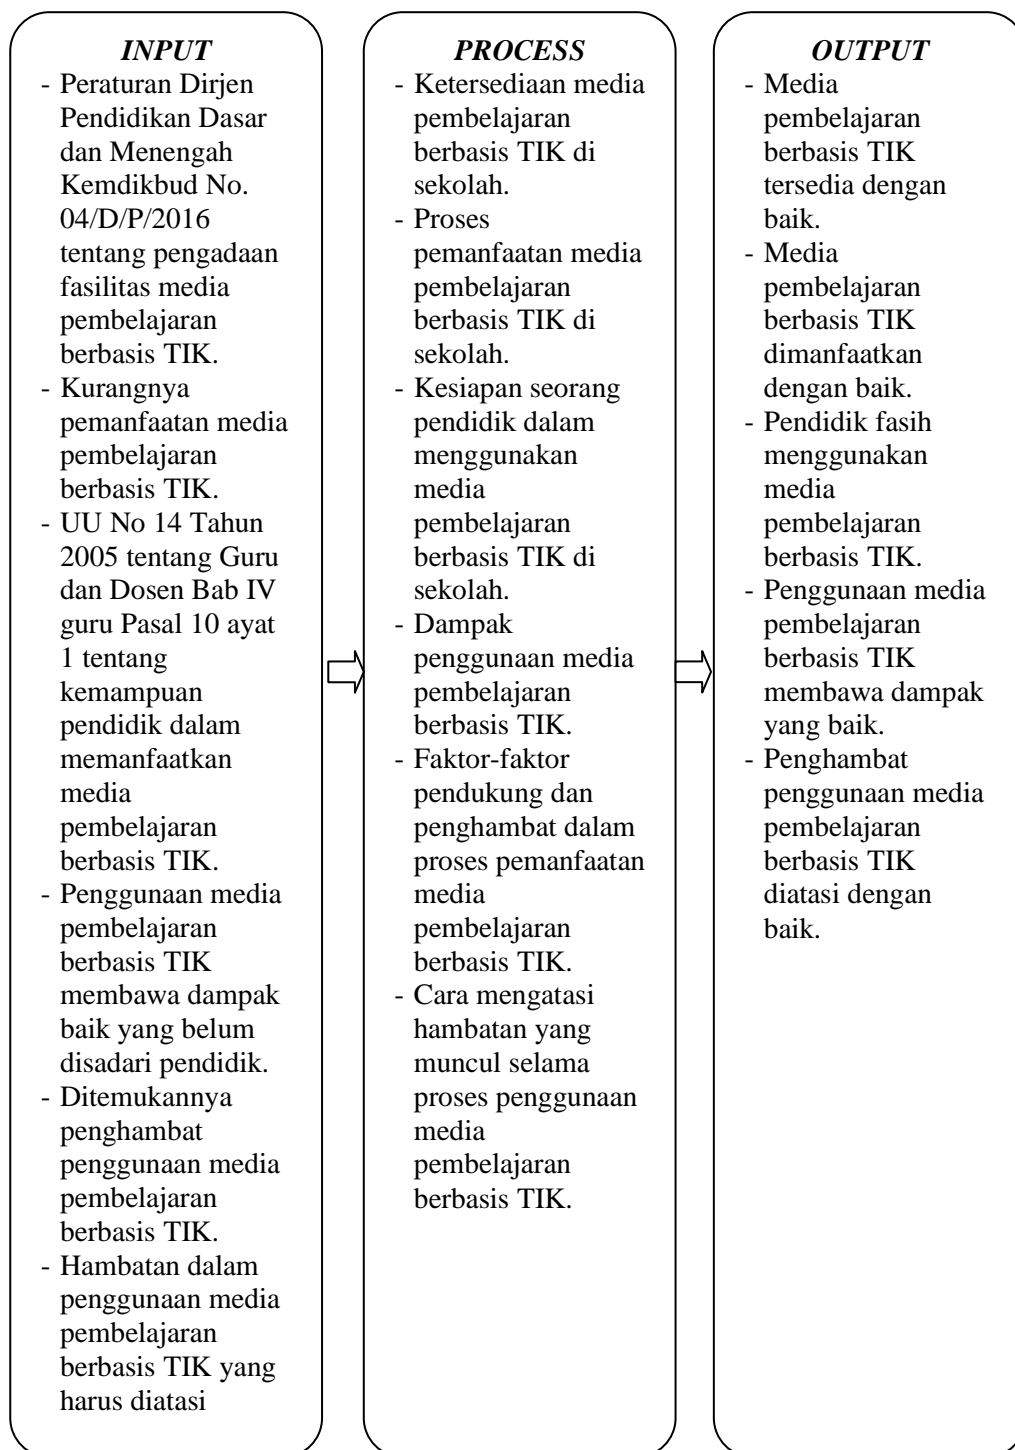 INPUT
- Peraturan Dirjen
Pendidikan Dasar
dan Menengah
Kemdikbud No.
04/D/P/2016
tentang pengadaan
fasilitas media
pembelajaran
berbasis TIK.
- Kurangnya
pemanfaatan media
pembelajaran
berbasis TIK.
- UU No 14 Tahun
2005 tentang Guru
dan Dosen Bab IV
guru Pasal 10 ayat
1 tentang
kemampuan
pendidik dalam
memanfaatkan
media
pembelajaran
berbasis TIK.
- Penggunaan media
pembelajaran
berbasis TIK
membawa dampak
baik yang belum
disadari pendidik.
- Ditemukannya
penghambat
penggunaan media
pembelajaran
berbasis TIK.
- Hambatan dalam
penggunaan media
pembelajaran
berbasis TIK yang
harus diatasi
PROCESS
- Ketersediaan media
pembelajaran
berbasis TIK di
sekolah.
- Proses
pemanfaatan media
pembelajaran
berbasis TIK di
sekolah.
- Kesiapan seorang
pendidik dalam
menggunakan
media
pembelajaran
berbasis TIK di
sekolah.
- Dampak
penggunaan media
pembelajaran
berbasis TIK.
- Faktor-faktor
pendukung dan
penghambat dalam
proses pemanfaatan
media
pembelajaran
berbasis TIK.
- Cara mengatasi
hambatan yang
muncul selama
proses penggunaan
media
pembelajaran
berbasis TIK.
OUTPUT
- Media
pembelajaran
berbasis TIK
tersedia dengan
baik.
- Media
pembelajaran
berbasis TIK
dimanfaatkan
dengan baik.
- Pendidik fasih
menggunakan
media
pembelajaran
berbasis TIK.
- Penggunaan media
pembelajaran
berbasis TIK
membawa dampak
yang baik.
- Penghambat
penggunaan media
pembelajaran
berbasis TIK
diatasi dengan
baik.